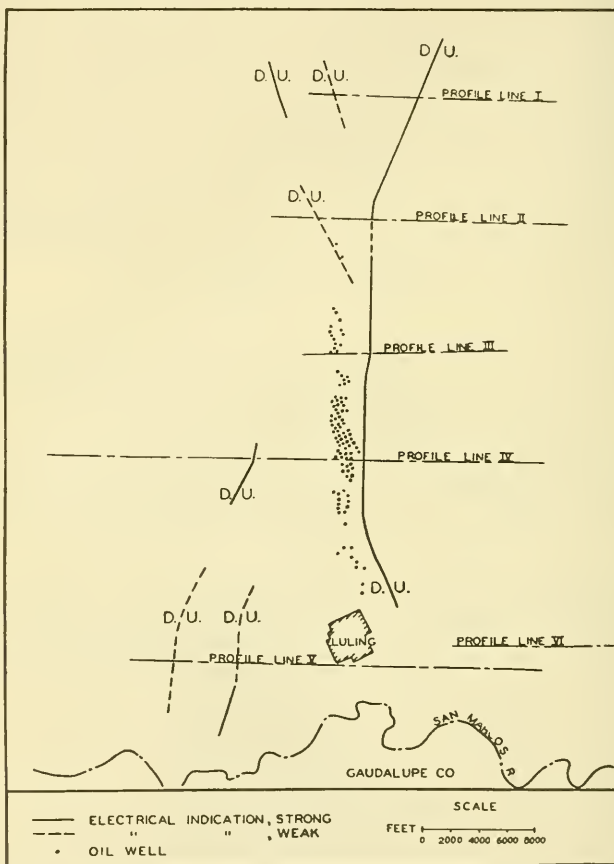 D. U.
D. U.
D. U.
PROFILE LINE I
D. U.
PROFILE LINE II
PROFILE LINE III
PROFILE LINE IV
D. U.
D. U.
D. U.
D. U.
LULING
PROFILE LINE VI
PROFILE LINE V
SAN MARCOS R.
GAUDALUPE CO
ELECTRICAL INDICATION, STRONG
" " , WEAK
OIL WELL
SCALE
FEET 0 2000 4000 6000 8000